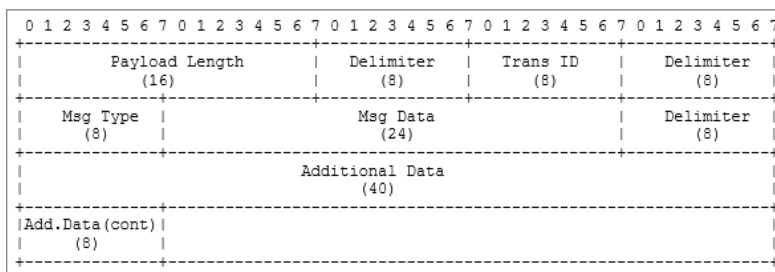 0 1 2 3 4 5 6 7 0 1 2 3 4 5 6 7 0 1 2 3 4 5 6 7 0 1 2 3 4 5 6 7 0 1 2 3 4 5 6 7
Payload Length | Delimiter | Trans ID | Delimiter
(16) | (8) | (8) | (8)
Msg Type | Msg Data | Delimiter
(8) | (24) | (8)
Additional Data
(40)
Add.Data(cont)
(8)